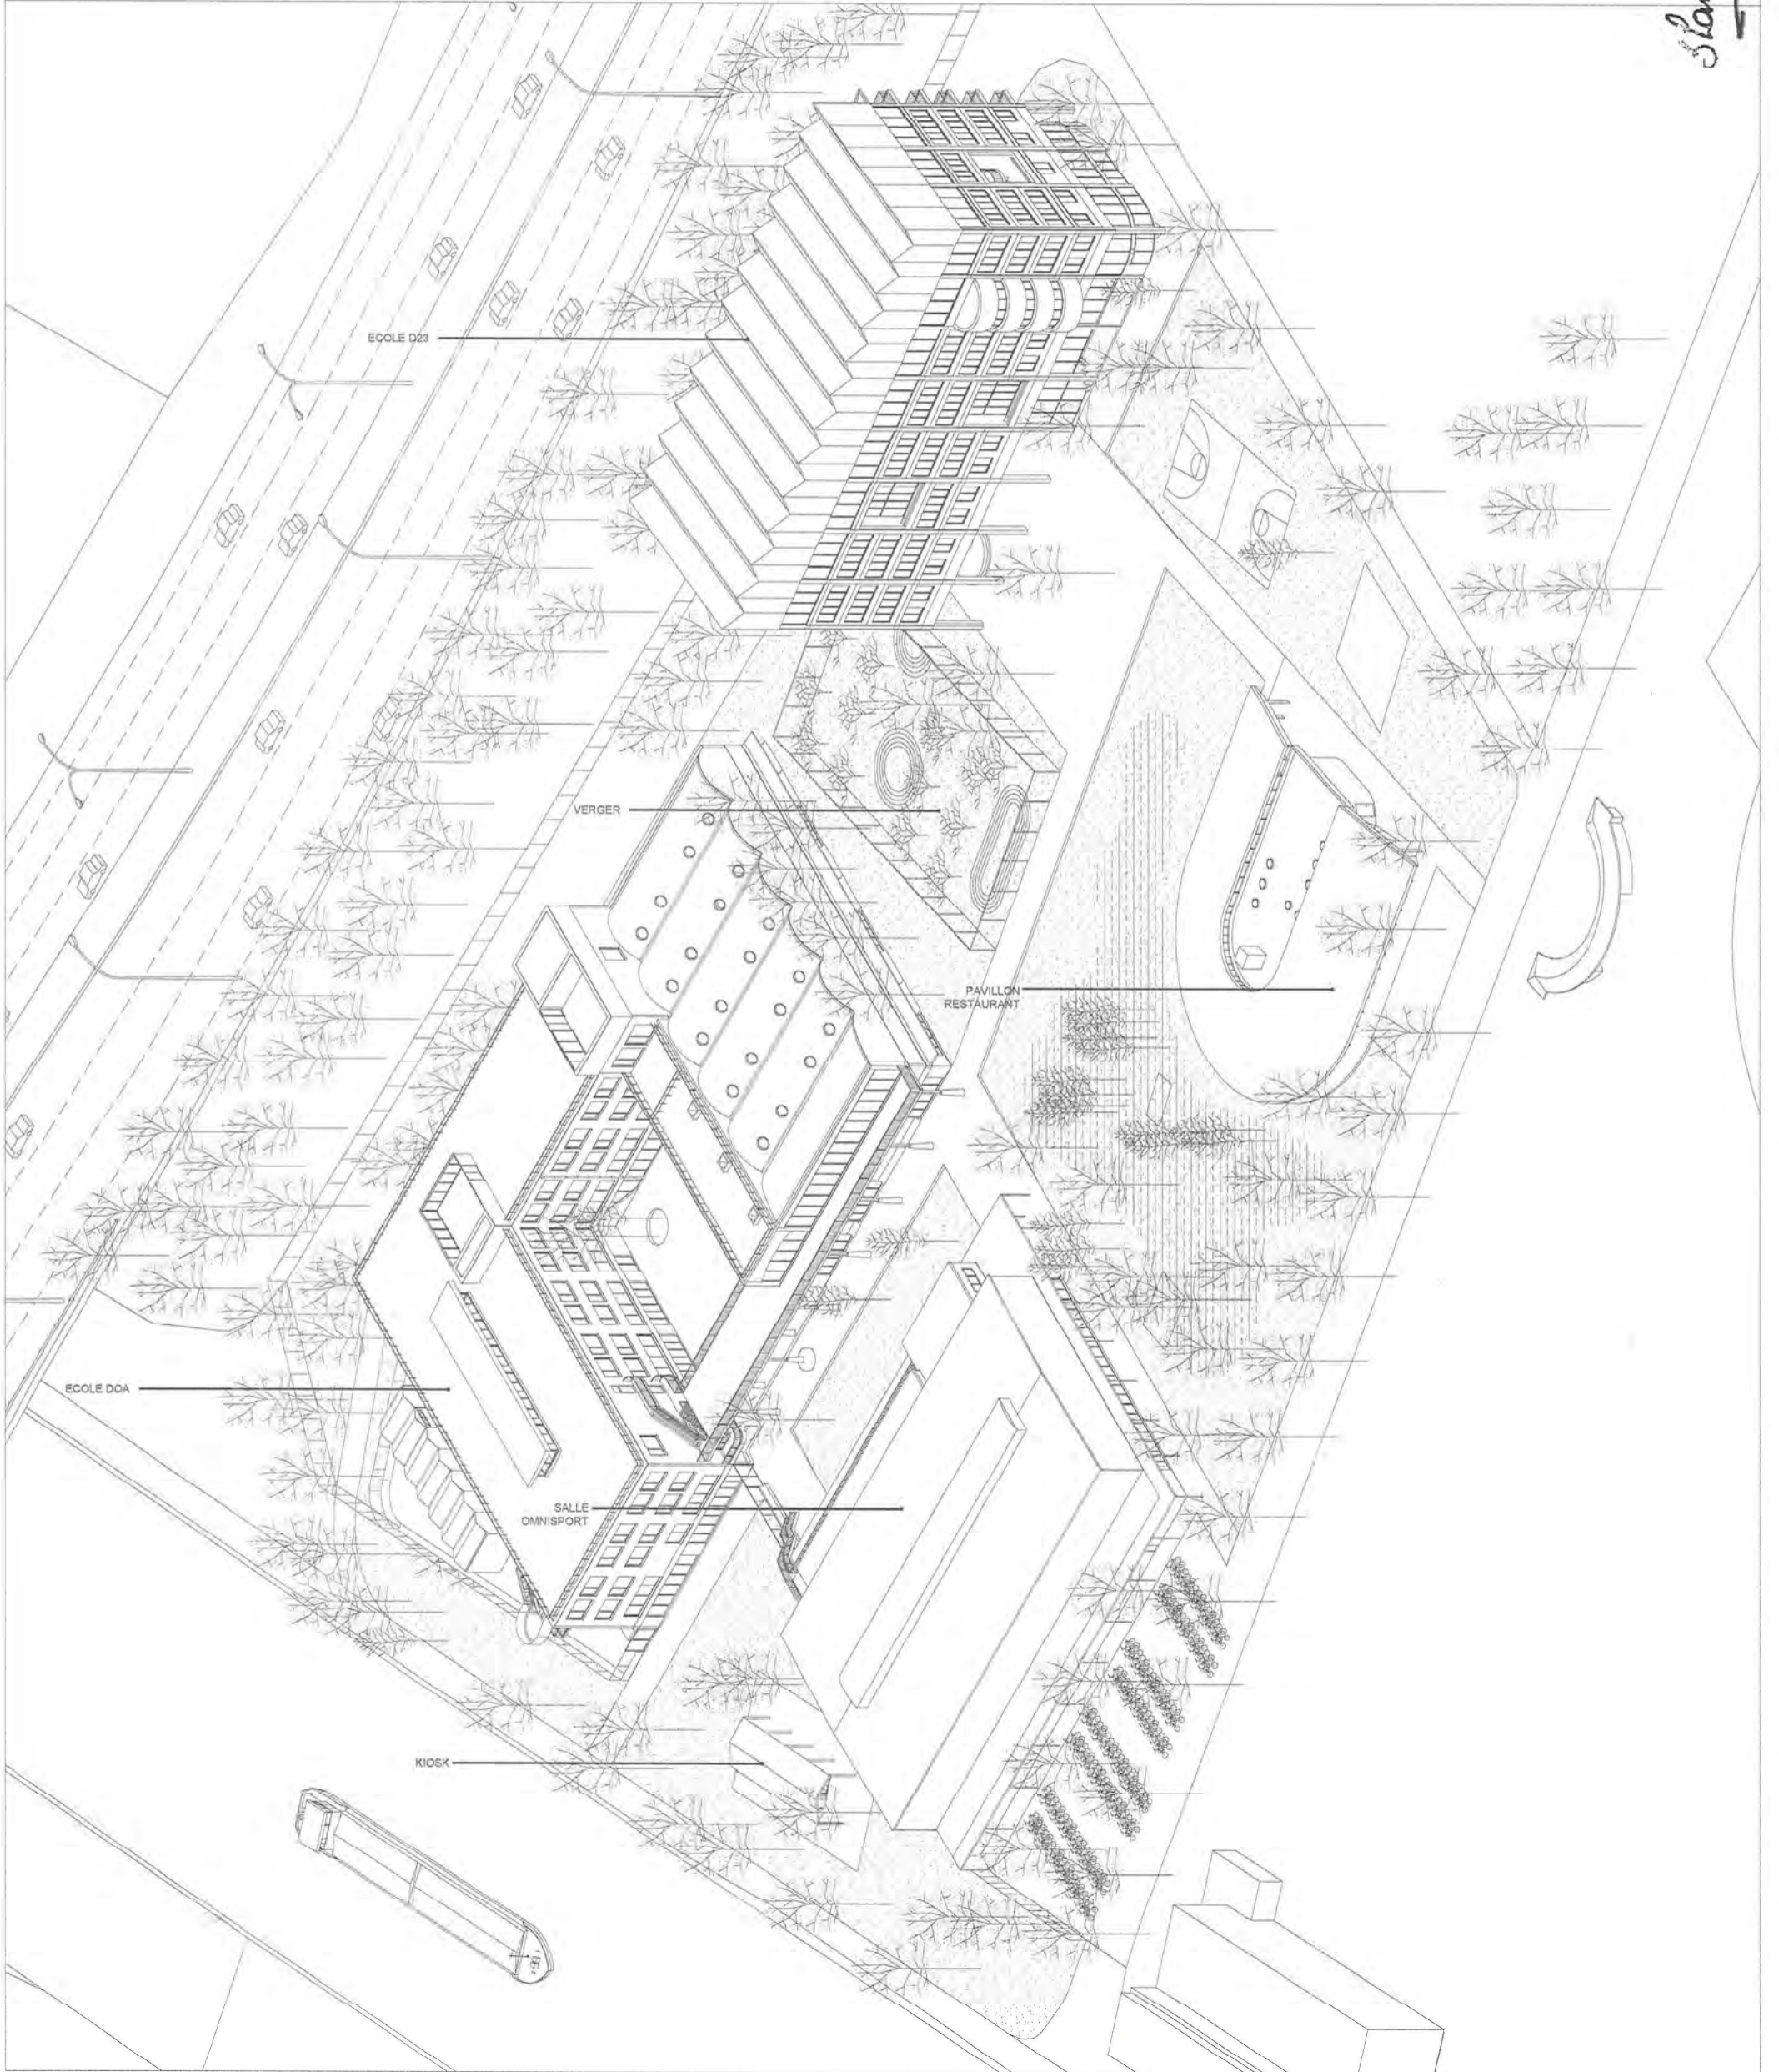 ECOLE D23
VERGER
PAVILLON
RESTAURANT
ECOLE DOA
SALLE
OMNISPORT
KIOSK